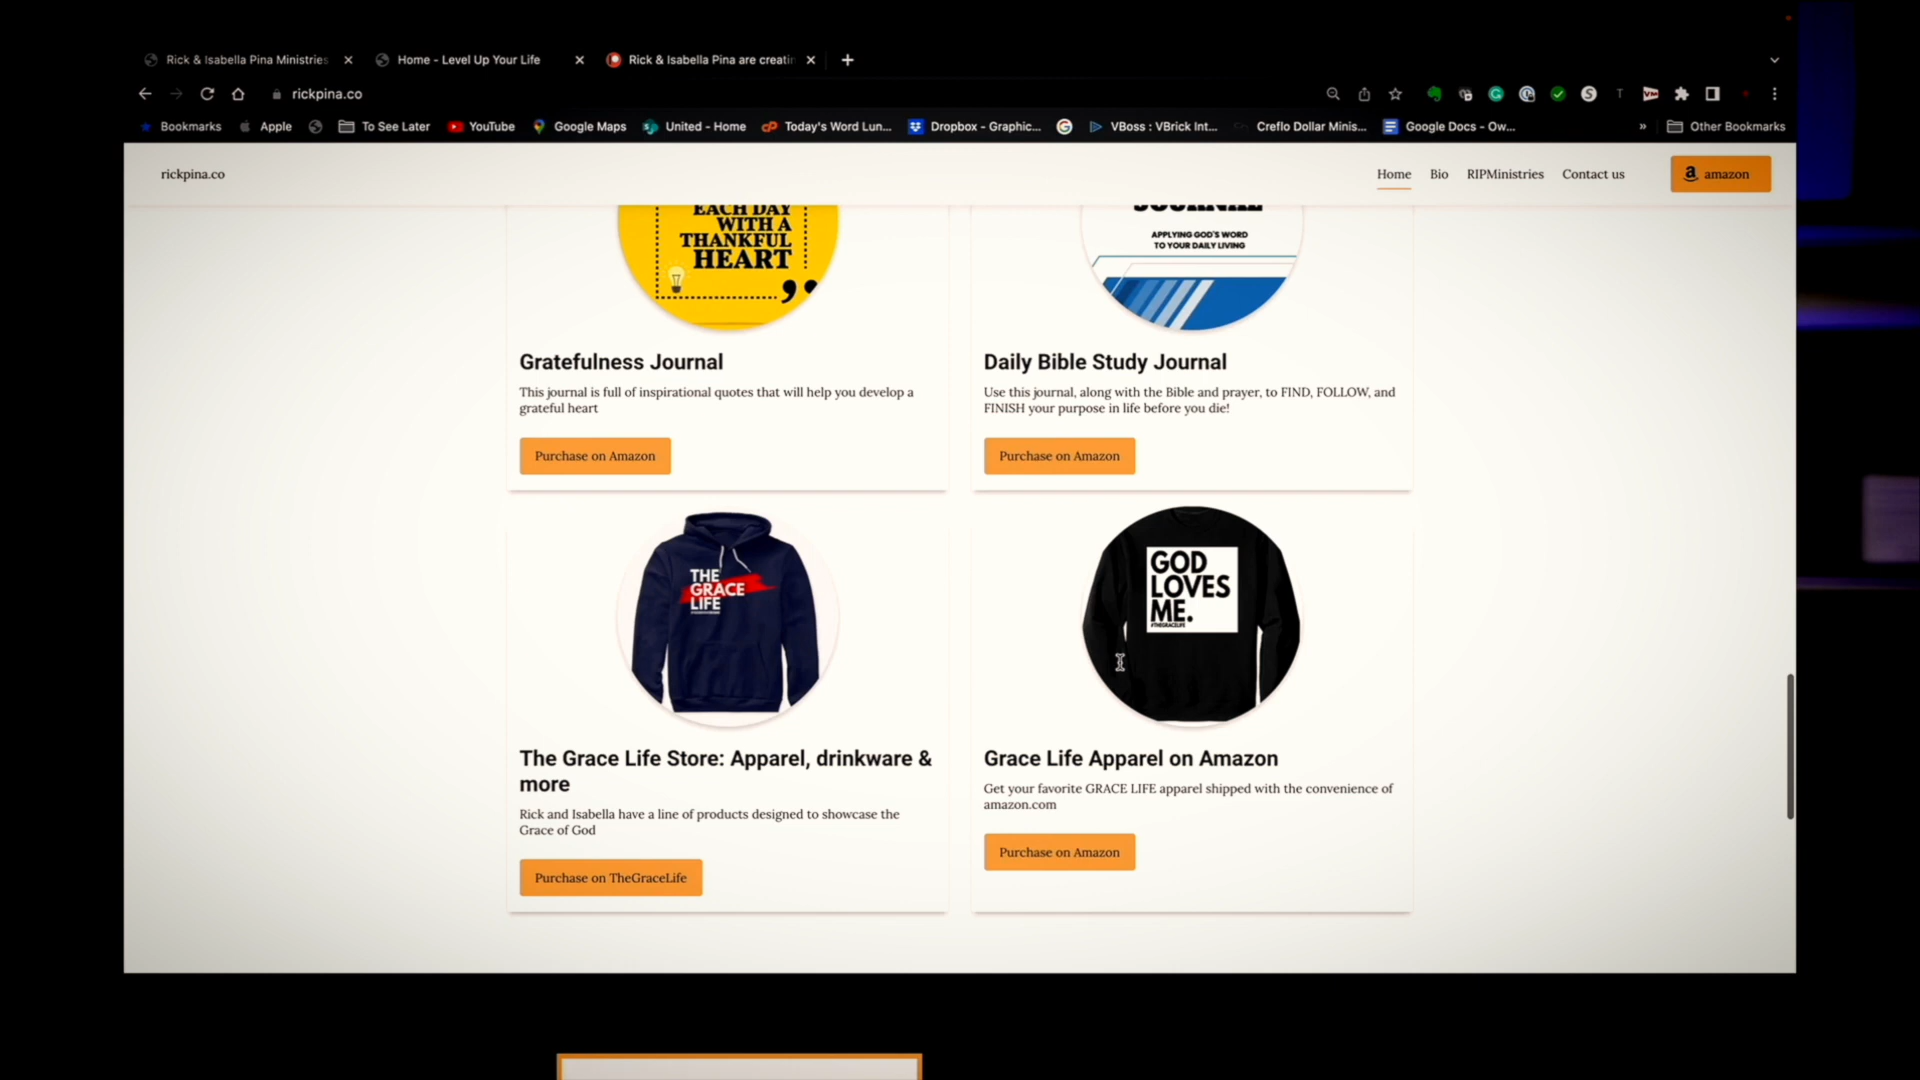 Rick & Isabella Pina Ministries
Home - Level Up Your Life
Rick & Isabella Pina are creatin
rickpina.co
Bookmarks
Apple
To See Later
YouTube
Google Maps
United - Home
Today's Word Lun...
Dropbox - Graphic...
VBoss : VBrick Int...
Creflo Dollar Minis...
Google Docs - Ow...
»
Other Bookmarks
rickpina.co
Home
Bio
RIPMinistries
Contact us
amazon
EACH DAY
WITH A
THANKFUL
HEART
JOURNAL
APPLYING GOD'S WORD
TO YOUR DAILY LIVING
Gratefulness Journal
This journal is full of inspirational quotes that will help you develop a
grateful heart
Purchase on Amazon
Daily Bible Study Journal
Use this journal, along with the Bible and prayer, to FIND, FOLLOW, and
FINISH your purpose in life before you die!
Purchase on Amazon
THE
GRACE
LIFE
GOD
LOVES
ME.
#THEGRACELIFE
The Grace Life Store: Apparel, drinkware &
more
Rick and Isabella have a line of products designed to showcase the
Grace of God
Purchase on TheGraceLife
Grace Life Apparel on Amazon
Get your favorite GRACE LIFE apparel shipped with the convenience of
amazon.com
Purchase on Amazon